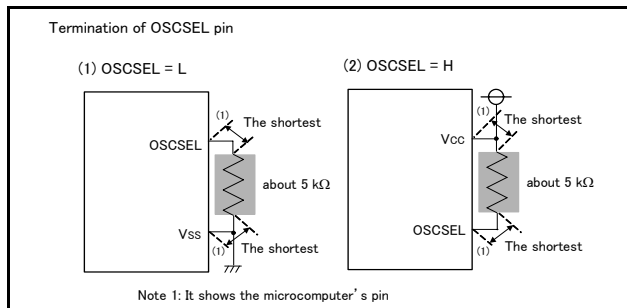 Termination of OSCSEL pin
(1) OSCSEL = L
(2) OSCSEL = H
(1)
The shortest
OSCSEL
about 5 kΩ
Vss
(1)
The shortest
(1)
The shortest
Vcc
about 5 kΩ
OSCSEL
(1)
The shortest
Note 1: It shows the microcomputer's pin